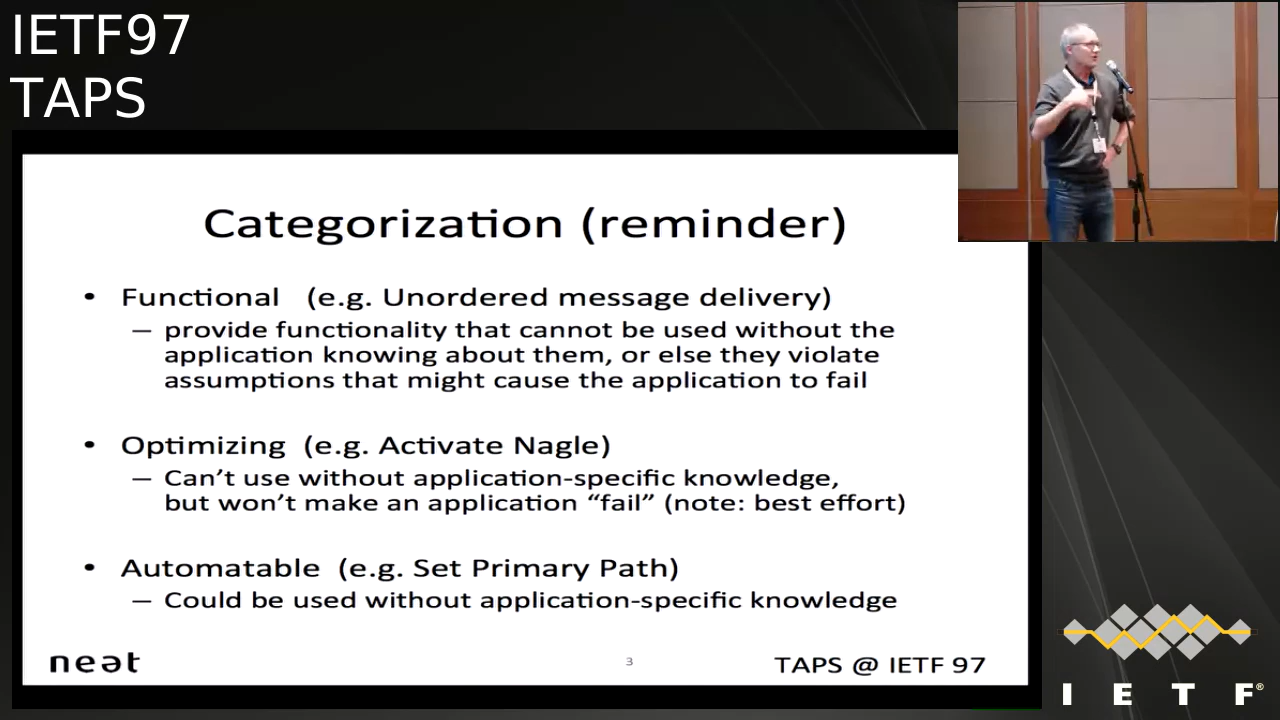 IETF97
TAPS
Categorization (reminder)
• Functional (e.g. Unordered message delivery)
– provide functionality that cannot be used without the
application knowing about them, or else they violate
assumptions that might cause the application to fail
• Optimizing (e.g. Activate Nagle)
– Can’t use without application-specific knowledge,
but won’t make an application “fail” (note: best effort)
• Automatable (e.g. Set Primary Path)
– Could be used without application-specific knowledge
neat
3
TAPS @ IETF 97
I E T F®